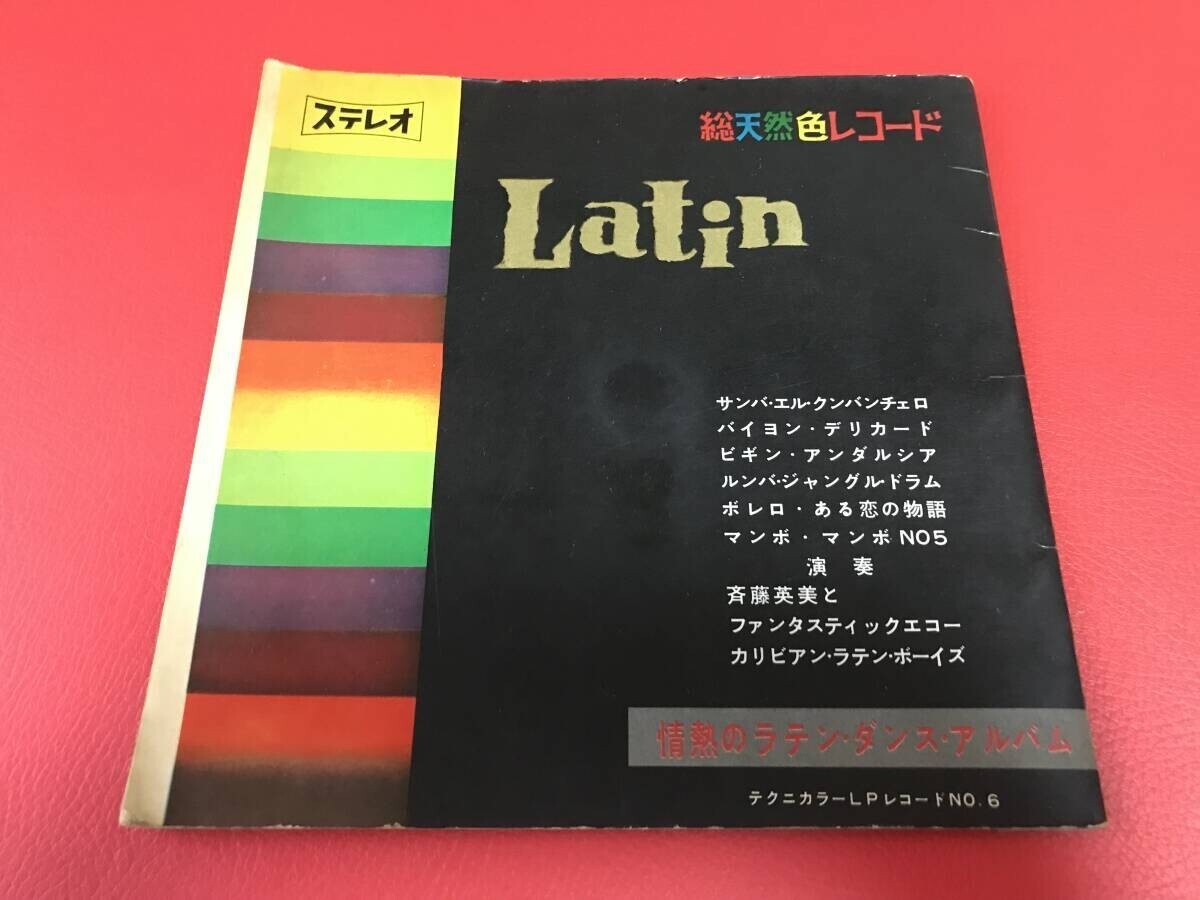 ステレオ
総天然色レコード
Latin
サンバ・エル・クンバンチェロ
バイヨン・デリカード
ビギン・アンダルシア
ルンバ・ジャングル・ドラム
ボレロ・ある恋の物語
マンボ・マンボNO5
演奏
斉藤英美と
ファンタスティックエコー
カリビアン・ラテン・ボーイズ
情熱のラテン・ダンス・アルバム
テクニカラーLPレコードNO.6